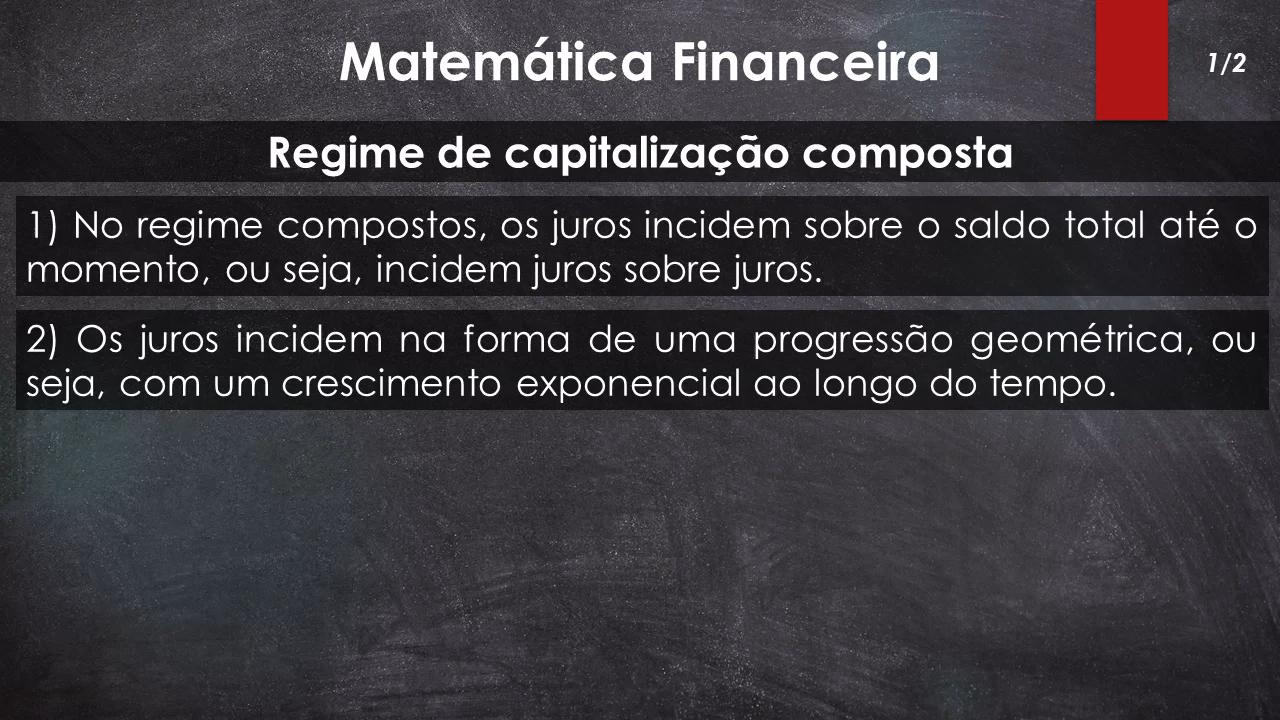 Matemática Financeira
1/2
Regime de capitalização composta
1) No regime compostos, os juros incidem sobre o saldo total até o
momento, ou seja, incidem juros sobre juros.
2) Os juros incidem na forma de uma progressão geométrica, ou
seja, com um crescimento exponencial ao longo do tempo.